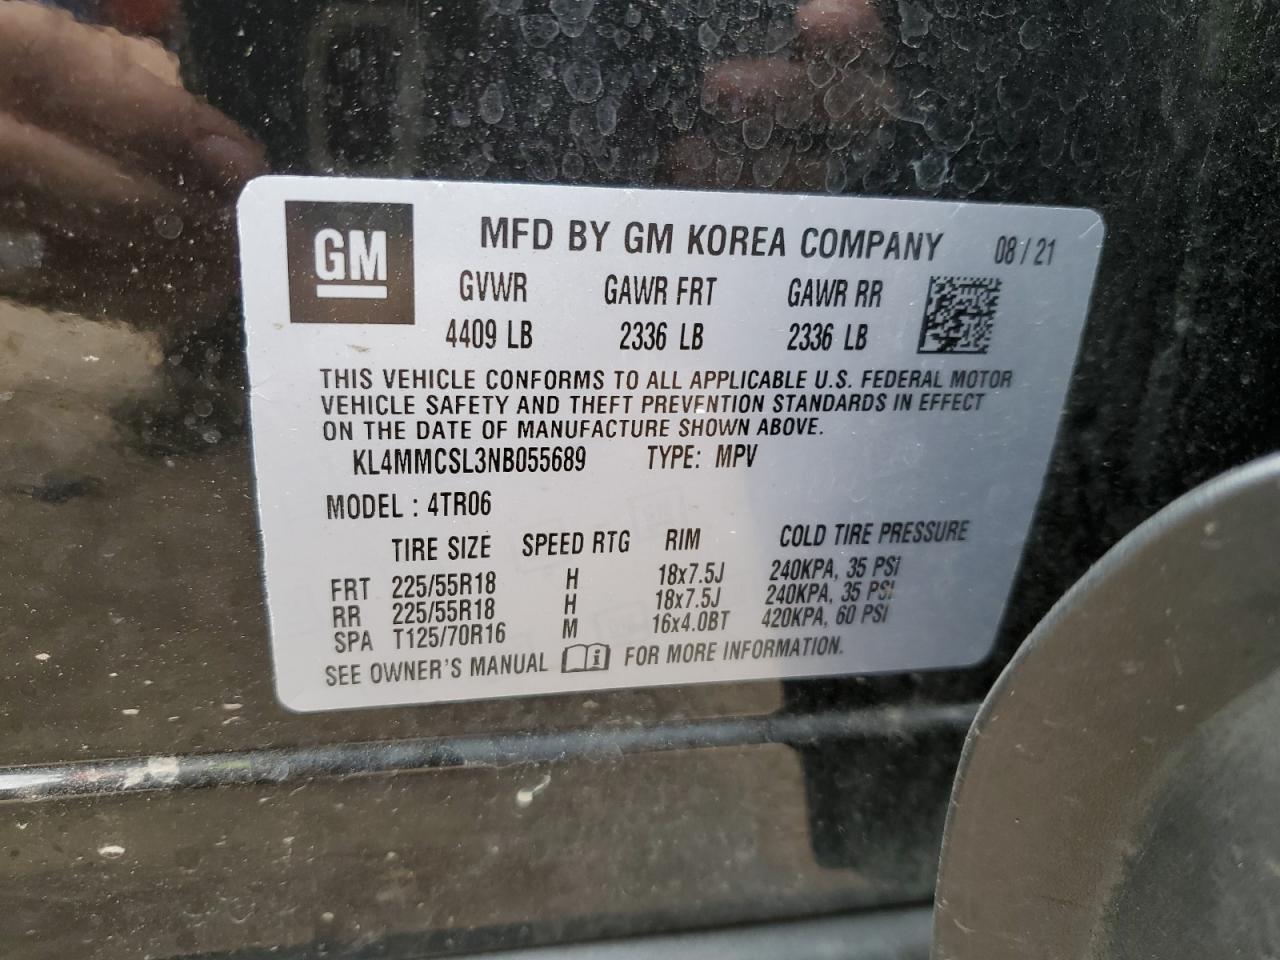 GM MFD BY GM KOREA COMPANY 08 / 21
GVWR GAWR FRT GAWR RR
4409 LB 2336 LB 2336 LB
THIS VEHICLE CONFORMS TO ALL APPLICABLE U.S. FEDERAL MOTOR
VEHICLE SAFETY AND THEFT PREVENTION STANDARDS IN EFFECT
ON THE DATE OF MANUFACTURE SHOWN ABOVE.
KL4MMCSL3NB055689 TYPE: MPV
MODEL : 4TR06
TIRE SIZE SPEED RTG RIM COLD TIRE PRESSURE
FRT 225/55R18 H 18x7.5J 240KPA, 35 PSI
RR 225/55R18 H 18x7.5J 240KPA, 35 PSI
SPA T125/70R16 M 16x4.0BT 420KPA, 60 PSI
SEE OWNER'S MANUAL i FOR MORE INFORMATION.